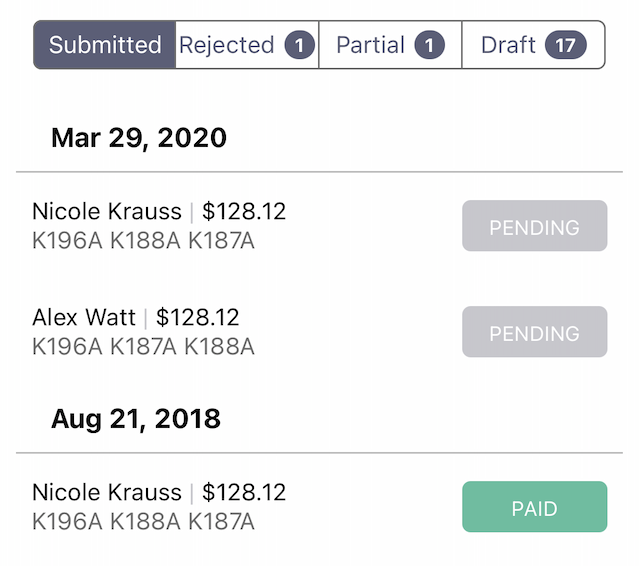 Submitted Rejected 1 Partial 1 Draft 17
Mar 29, 2020
Nicole Krauss | $128.12
K196A K188A K187A
PENDING
Alex Watt | $128.12
K196A K187A K188A
PENDING
Aug 21, 2018
Nicole Krauss | $128.12
K196A K188A K187A
PAID